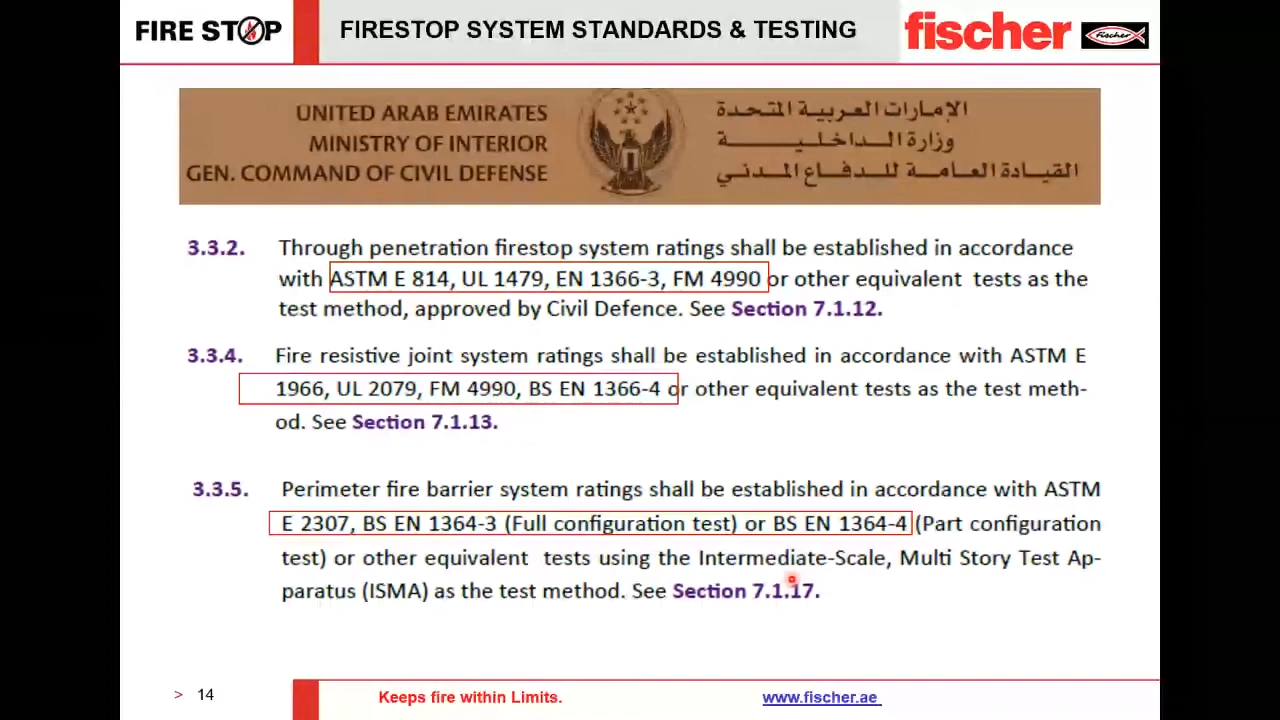 FIRE STOP
FIRESTOP SYSTEM STANDARDS & TESTING
fischer
fischer
UNITED ARAB EMIRATES
MINISTRY OF INTERIOR
GEN. COMMAND OF CIVIL DEFENSE
الإمارات العربية المتحدة
وزارة الداخلية
القيادة العامة للدفاع المدني
3.3.2. Through penetration firestop system ratings shall be established in accordance
with ASTM E 814, UL 1479, EN 1366-3, FM 4990 or other equivalent tests as the
test method, approved by Civil Defence. See Section 7.1.12.
3.3.4. Fire resistive joint system ratings shall be established in accordance with ASTM E
1966, UL 2079, FM 4990, BS EN 1366-4 or other equivalent tests as the test meth-
od. See Section 7.1.13.
3.3.5. Perimeter fire barrier system ratings shall be established in accordance with ASTM
E 2307, BS EN 1364-3 (Full configuration test) or BS EN 1364-4 (Part configuration
test) or other equivalent tests using the Intermediate-Scale, Multi Story Test Ap-
paratus (ISMA) as the test method. See Section 7.1.17.
> 14
Keeps fire within Limits.
www.fischer.ae